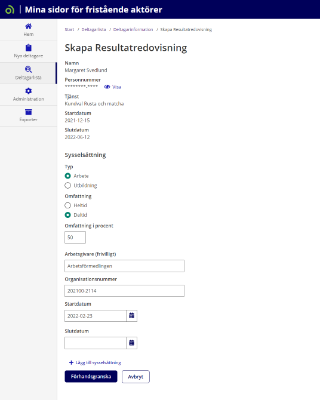 Mina sidor för fristående aktörer
Hem
Nya deltagare
Deltagarlista
Administration
Exporter
Start / Deltagarlista / Deltagarinformation / Skapa Resultatredovisning
Skapa Resultatredovisning
Namn
Margaret Svedlund
Personnummer
********-**** Visa
Tjänst
Kundval Rusta och matcha
Startdatum
2021-12-15
Slutdatum
2022-06-12
Sysselsättning
Typ
Arbete
Utbildning
Omfattning
Heltid
Deltid
Omfattning i procent
50
Arbetsgivare (frivilligt)
Arbetsförmedlingen
Organisationsnummer
202100-2114
Startdatum
2022-02-23
Slutdatum
+ Lägg till sysselsättning
Förhandsgranska
Avbryt